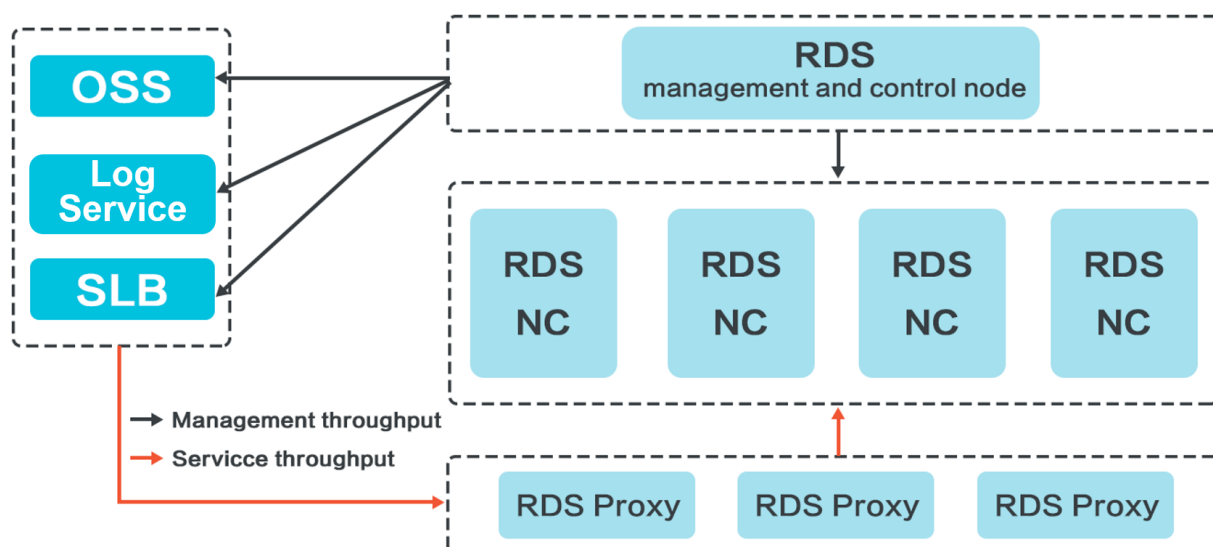 OSS
Log
Service
SLB
RDS
management and control node
RDS
NC
RDS
NC
RDS
NC
RDS
NC
Management throughput
Servicce throughput
RDS Proxy
RDS Proxy
RDS Proxy